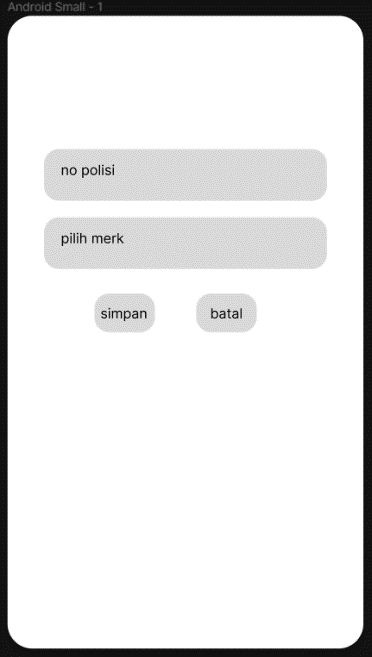 Android Small - 1
no polisi
pilih merk
simpan
batal